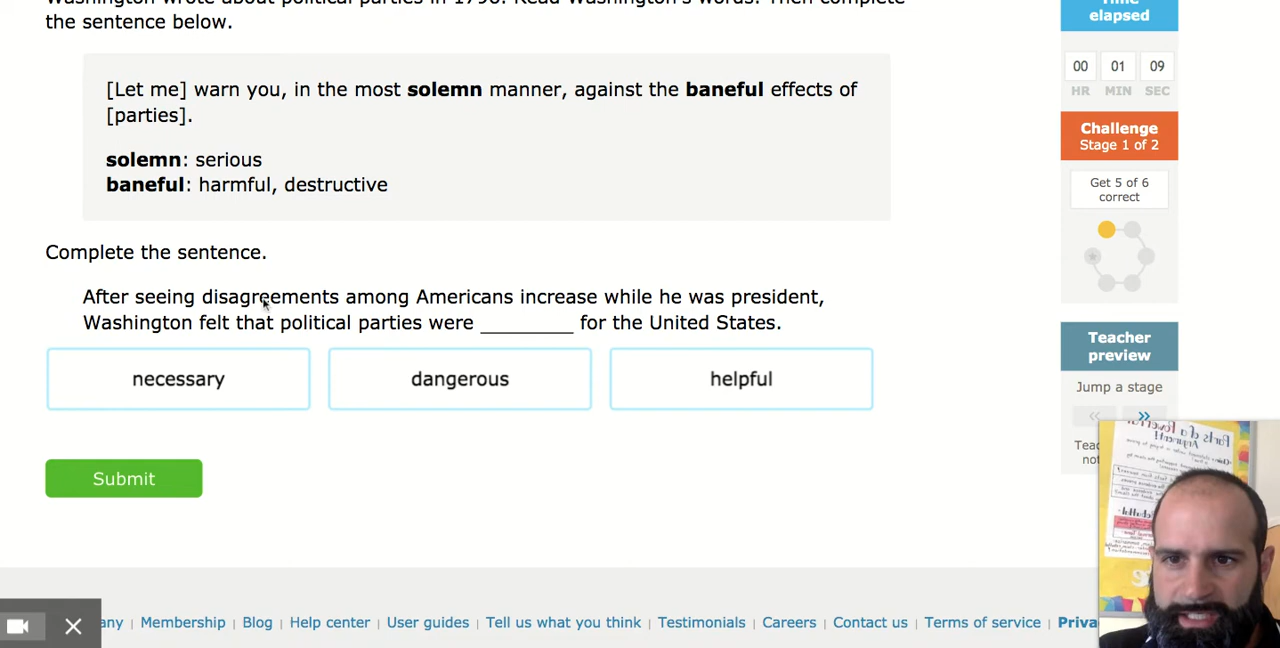 Washington wrote about political parties in 1796. Read Washington's words. Then complete
the sentence below.
[Let me] warn you, in the most solemn manner, against the baneful effects of
[parties].
solemn: serious
baneful: harmful, destructive
Complete the sentence.
After seeing disagreements among Americans increase while he was president,
Washington felt that political parties were _________ for the United States.
necessary
dangerous
helpful
Submit
Time
elapsed
00 01 09
HR MIN SEC
Challenge
Stage 1 of 2
Get 5 of 6
correct
Teacher
preview
Jump a stage
<< >>
Parts of a Powerful
Argument!
Membership | Blog | Help center | User guides | Tell us what you think | Testimonials | Careers | Contact us | Terms of service |